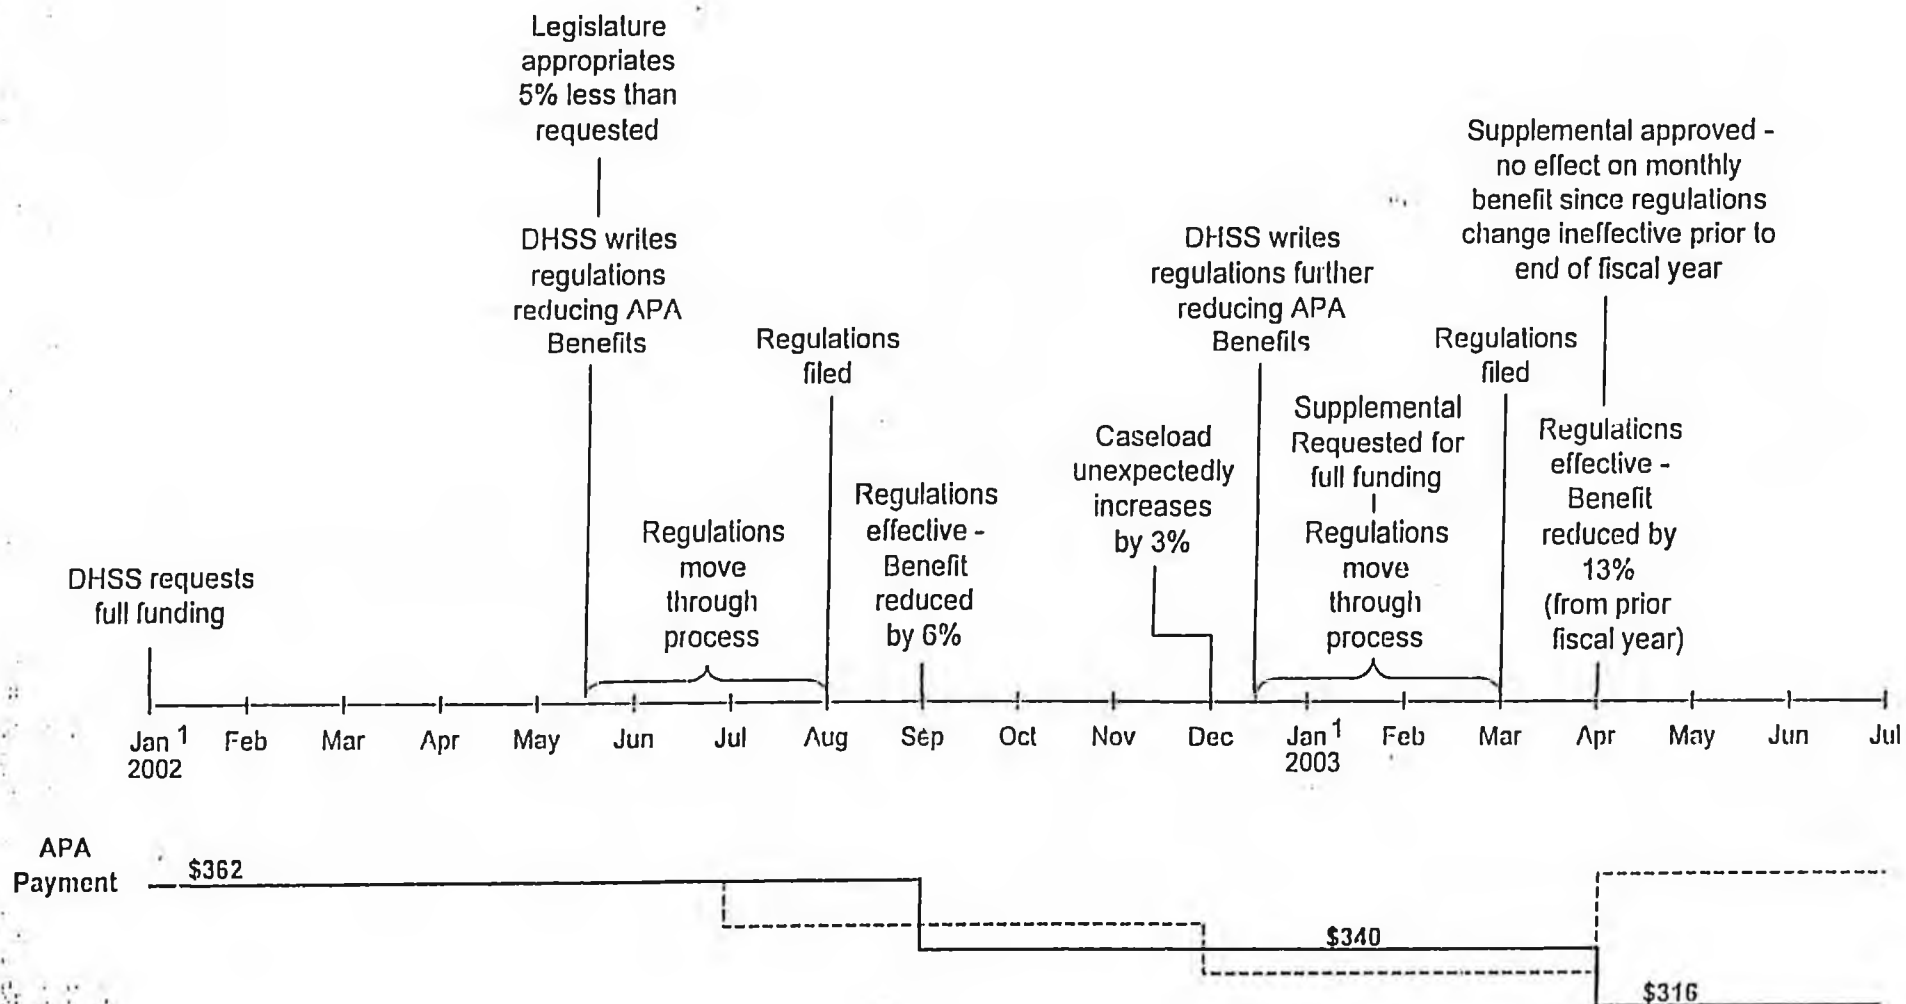 Legislature
appropriates
5% less than
requested
DHSS writes
regulations
reducing APA
Benefits
Regulations
filed
DHSS requests
full funding
Regulations
move
through
process
Regulations
effective -
Benefit
reduced
by 6%
Caseload
unexpectedly
increases
by 3%
DHSS writes
regulations further
reducing APA
Benefits
Supplemental
Requested for
full funding
Regulations
move
through
process
Regulations
filed
Supplemental approved -
no effect on monthly
benefit since regulations
change ineffective prior to
end of fiscal year
Regulations
effective -
Benefit
reduced by
13%
(from prior
fiscal year)
Jan 1 Feb Mar Apr May Jun Jul Aug Sep Oct Nov Dec Jan 1 Feb Mar Apr May Jun Jul
2002 2003
APA
Payment
$362
$340
$316